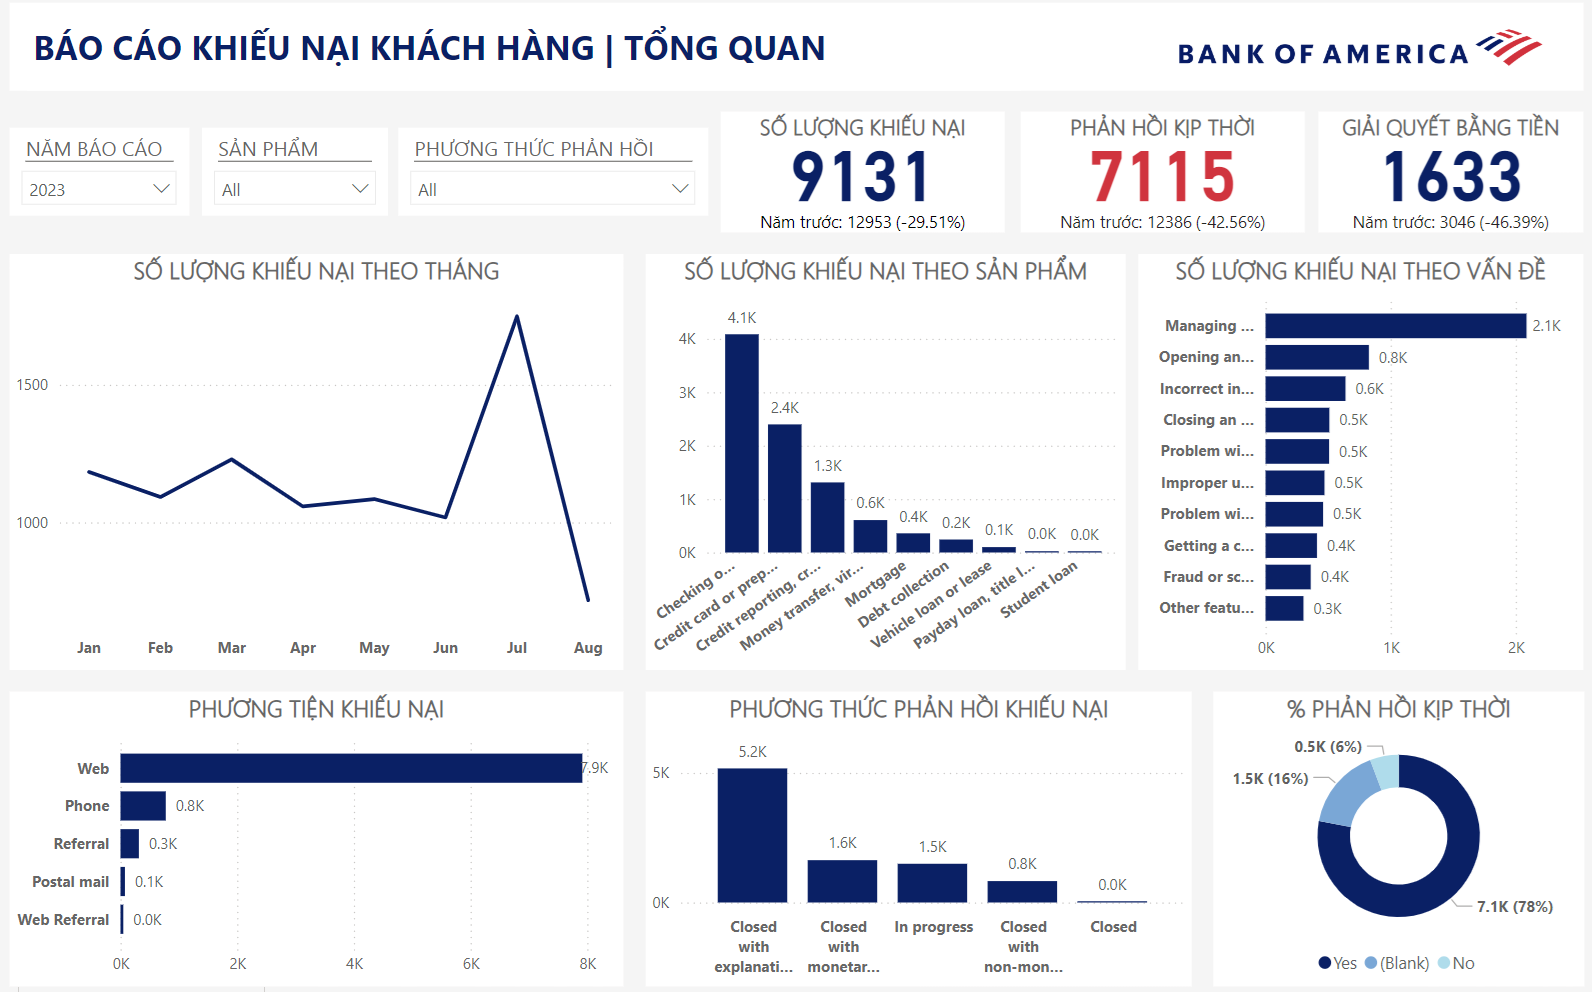 BÁO CÁO KHIẾU NẠI KHÁCH HÀNG | TỔNG QUAN
BANK OF AMERICA
NĂM BÁO CÁO
2023
SẢN PHẨM
All
PHƯƠNG THỨC PHẢN HỒI
All
SỐ LƯỢNG KHIẾU NẠI
9131
Năm trước: 12953 (-29.51%)
PHẢN HỒI KỊP THỜI
7115
Năm trước: 12386 (-42.56%)
GIẢI QUYẾT BẰNG TIỀN
1633
Năm trước: 3046 (-46.39%)
SỐ LƯỢNG KHIẾU NẠI THEO THÁNG
1500
1000
Jan Feb Mar Apr May Jun Jul Aug
SỐ LƯỢNG KHIẾU NẠI THEO SẢN PHẨM
4K
3K
2K
1K
0K
4.1K
2.4K
1.3K
0.6K
0.4K
0.2K
0.1K
0.0K
0.0K
Checking o...
Credit card or prep...
Credit reporting, cr...
Money transfer, vir...
Mortgage
Debt collection
Vehicle loan or lease
Payday loan, title l...
Student loan
SỐ LƯỢNG KHIẾU NẠI THEO VẤN ĐỀ
Managing ... 2.1K
Opening an... 0.8K
Incorrect in... 0.6K
Closing an ... 0.5K
Problem wi... 0.5K
Improper u... 0.5K
Problem wi... 0.5K
Getting a c... 0.4K
Fraud or sc... 0.4K
Other featu... 0.3K
0K 1K 2K
PHƯƠNG TIỆN KHIẾU NẠI
Web 7.9K
Phone 0.8K
Referral 0.3K
Postal mail 0.1K
Web Referral 0.0K
0K 2K 4K 6K 8K
PHƯƠNG THỨC PHẢN HỒI KHIẾU NẠI
5K
0K
5.2K
1.6K
1.5K
0.8K
0.0K
Closed
with
explanati...
Closed
with
monetar...
In progress
Closed
with
non-mon...
Closed
% PHẢN HỒI KỊP THỜI
0.5K (6%)
1.5K (16%)
7.1K (78%)
Yes (Blank) No